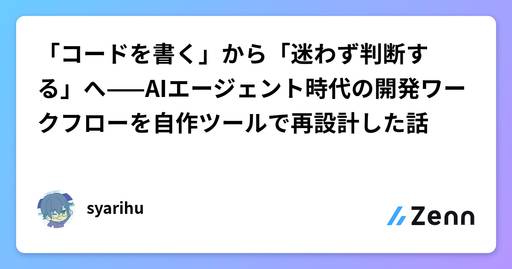 「コードを書く」から「迷わず判断す
る」へ——AIエージェント時代の開発ワー
クフローを自作ツールで再設計した話
syarihu
Zenn